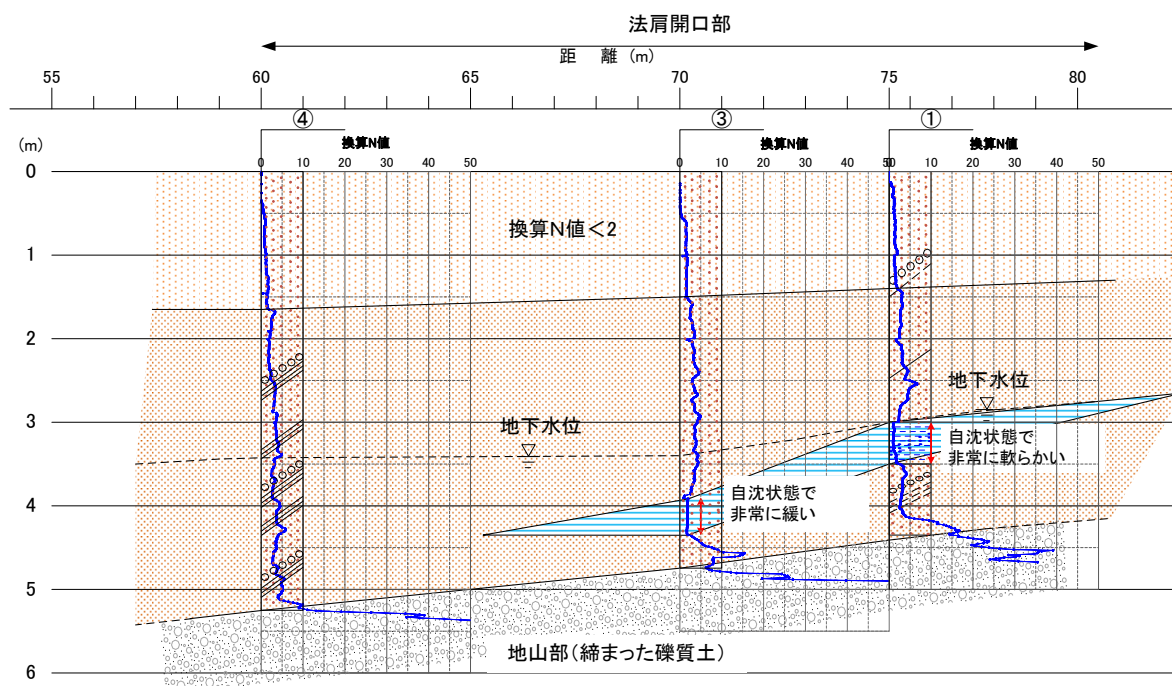 法肩開口部
距 離 (m)
55 60 65 70 75 80
④ ③ ①
(m) 換算N値 換算N値 換算N値
0 10 20 30 40 50 0 10 20 30 40 50 0 10 20 30 40 50
0
換算N値<2
1
2
地下水位
3
地下水位
自沈状態で
非常に軟らかい
自沈状態で
非常に緩い
4
5
地山部(締まった礫質土)
6